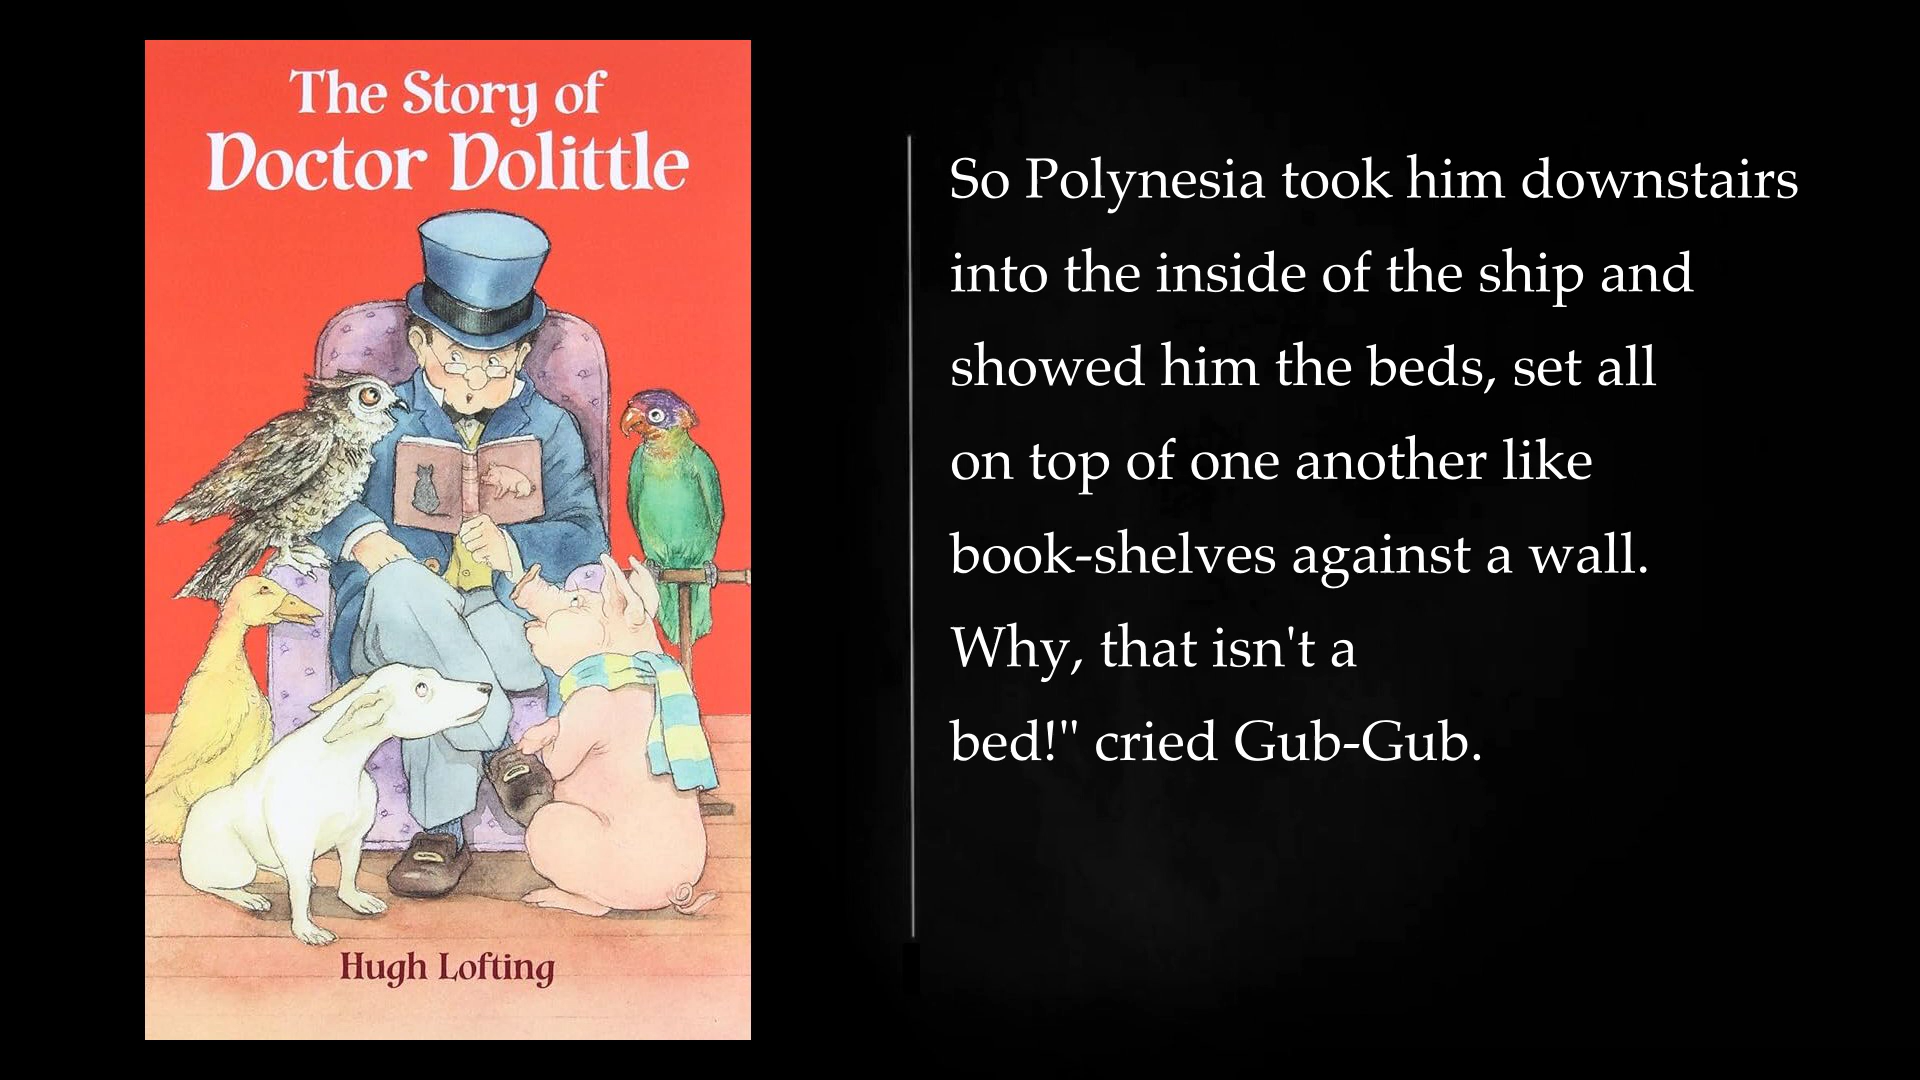 The Story of
Doctor Dolittle
Hugh Lofting
So Polynesia took him downstairs
into the inside of the ship and
showed him the beds, set all
on top of one another like
book-shelves against a wall.
Why, that isn't a
bed!" cried Gub-Gub.